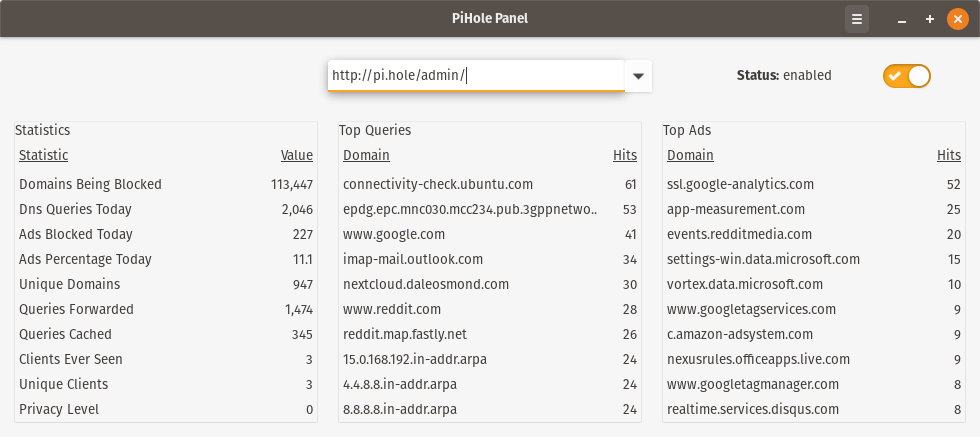 PiHole Panel
http://pi.hole/admin/
Status: enabled
Statistics
Statistic Value
Domains Being Blocked 113,447
Dns Queries Today 2,046
Ads Blocked Today 227
Ads Percentage Today 11.1
Unique Domains 947
Queries Forwarded 1,474
Queries Cached 345
Clients Ever Seen 3
Unique Clients 3
Privacy Level 0
Top Queries
Domain Hits
connectivity-check.ubuntu.com 61
epdg.epc.mnc030.mcc234.pub.3gppnetwo.. 53
www.google.com 41
imap-mail.outlook.com 34
nextcloud.daleosmond.com 30
www.reddit.com 28
reddit.map.fastly.net 26
15.0.168.192.in-addr.arpa 24
4.4.8.8.in-addr.arpa 24
8.8.8.8.in-addr.arpa 24
Top Ads
Domain Hits
ssl.google-analytics.com 52
app-measurement.com 25
events.redditmedia.com 20
settings-win.data.microsoft.com 15
vortex.data.microsoft.com 10
www.googletagservices.com 9
c.amazon-adsystem.com 9
nexusrules.officeapps.live.com 9
www.googletagmanager.com 8
realtime.services.disqus.com 8